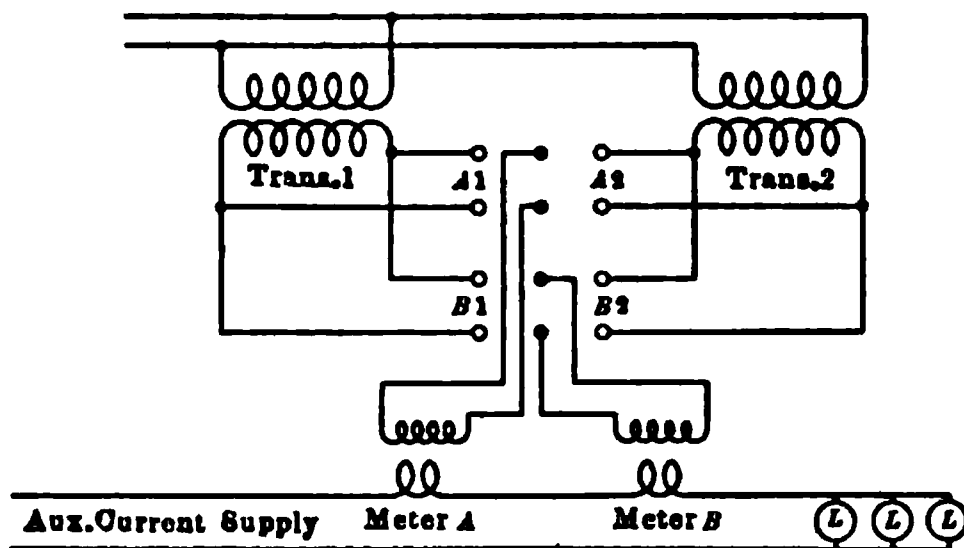 Trans.1
A1
A2
Trans.2
B1
B2
Aux.Current Supply
Meter A
Meter B
L
L
L